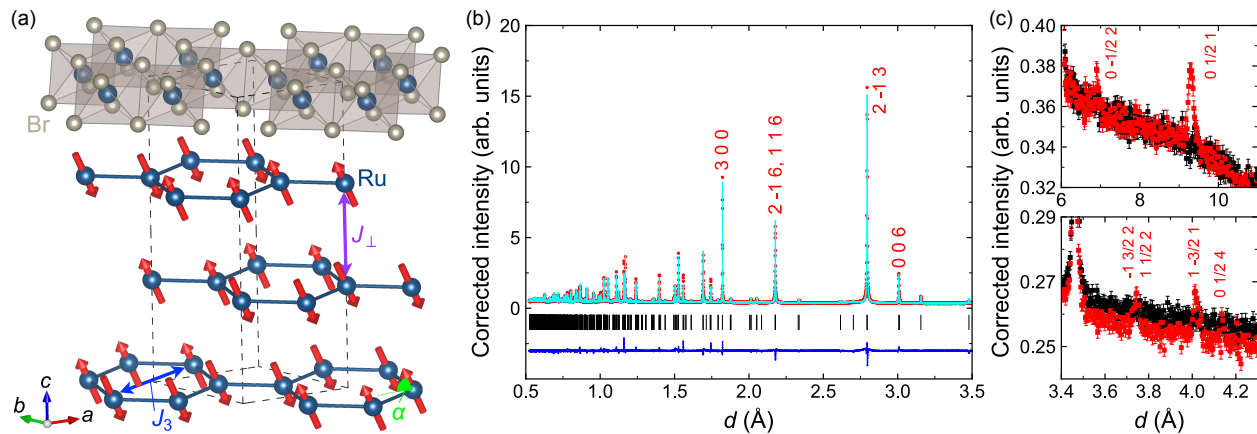 (a)
Br
Ru
J⊥
J3
α
c
b
a
(b)
Corrected intensity (arb. units)
20
15
10
5
0
3 0 0
2 -1 6, 1 1 6
2 -1 3
0 0 6
0.5 1.0 1.5 2.0 2.5 3.0 3.5
d (Å)
(c)
Corrected intensity (arb. units)
0.40
0.38
0.36
0.34
0.32
0 -1/2 2
0 1/2 1
6 8 10
0.29
0.27
0.25
-1 3/2 2
1 1/2 2
1 -3/2 1
0 1/2 4
3.4 3.6 3.8 4.0 4.2
d (Å)